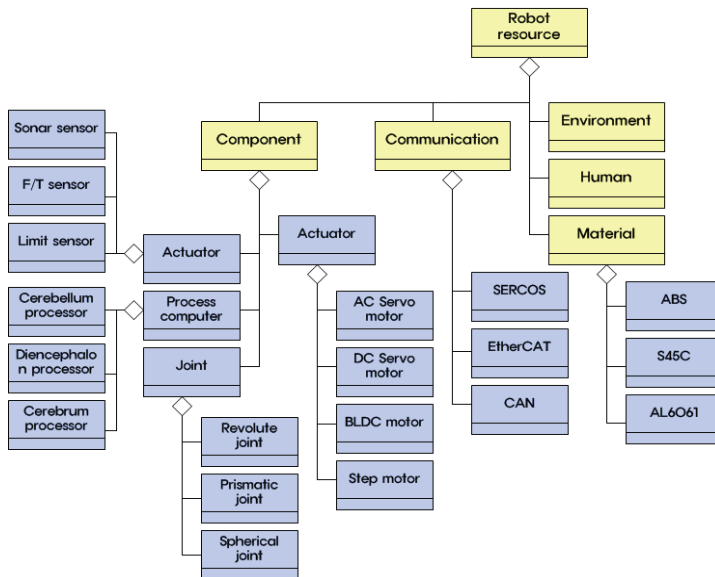 Robot
resource
Component
Communication
Environment
Human
Material
Sonar sensor
F/T sensor
Limit sensor
Actuator
Actuator
Cerebellum
processor
Process
computer
Diencephalo
n processor
Cerebrum
processor
Joint
Revolute
joint
Prismatic
joint
Spherical
joint
AC Servo
motor
DC Servo
motor
BLDC motor
Step motor
SERCOS
EtherCAT
CAN
ABS
S45C
AL6O61